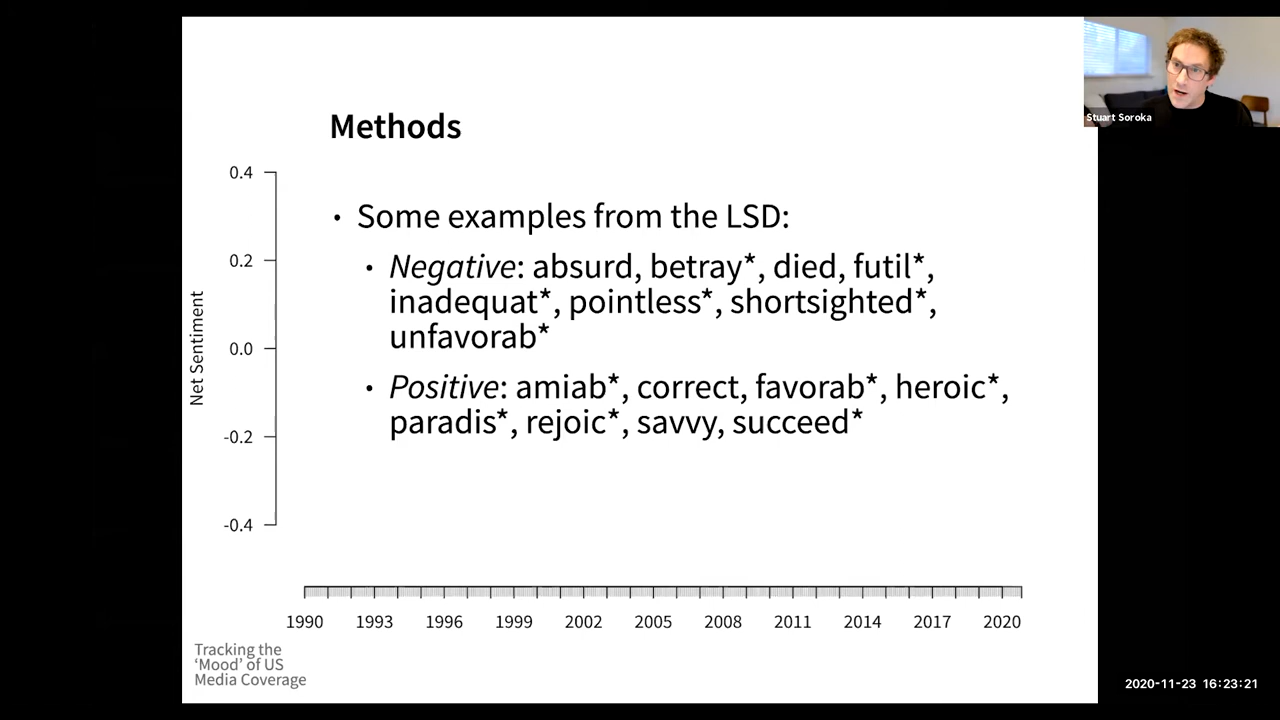 Methods
• Some examples from the LSD:
• Negative: absurd, betray*, died, futil*,
inadequat*, pointless*, shortsighted*,
unfavorab*
• Positive: amiab*, correct, favorab*, heroic*,
paradis*, rejoic*, savvy, succeed*
Net Sentiment
0.4
0.2
0.0
-0.2
-0.4
1990 1993 1996 1999 2002 2005 2008 2011 2014 2017 2020
Tracking the
‘Mood’ of US
Media Coverage
Stuart Soroka
2020-11-23 16:23:21